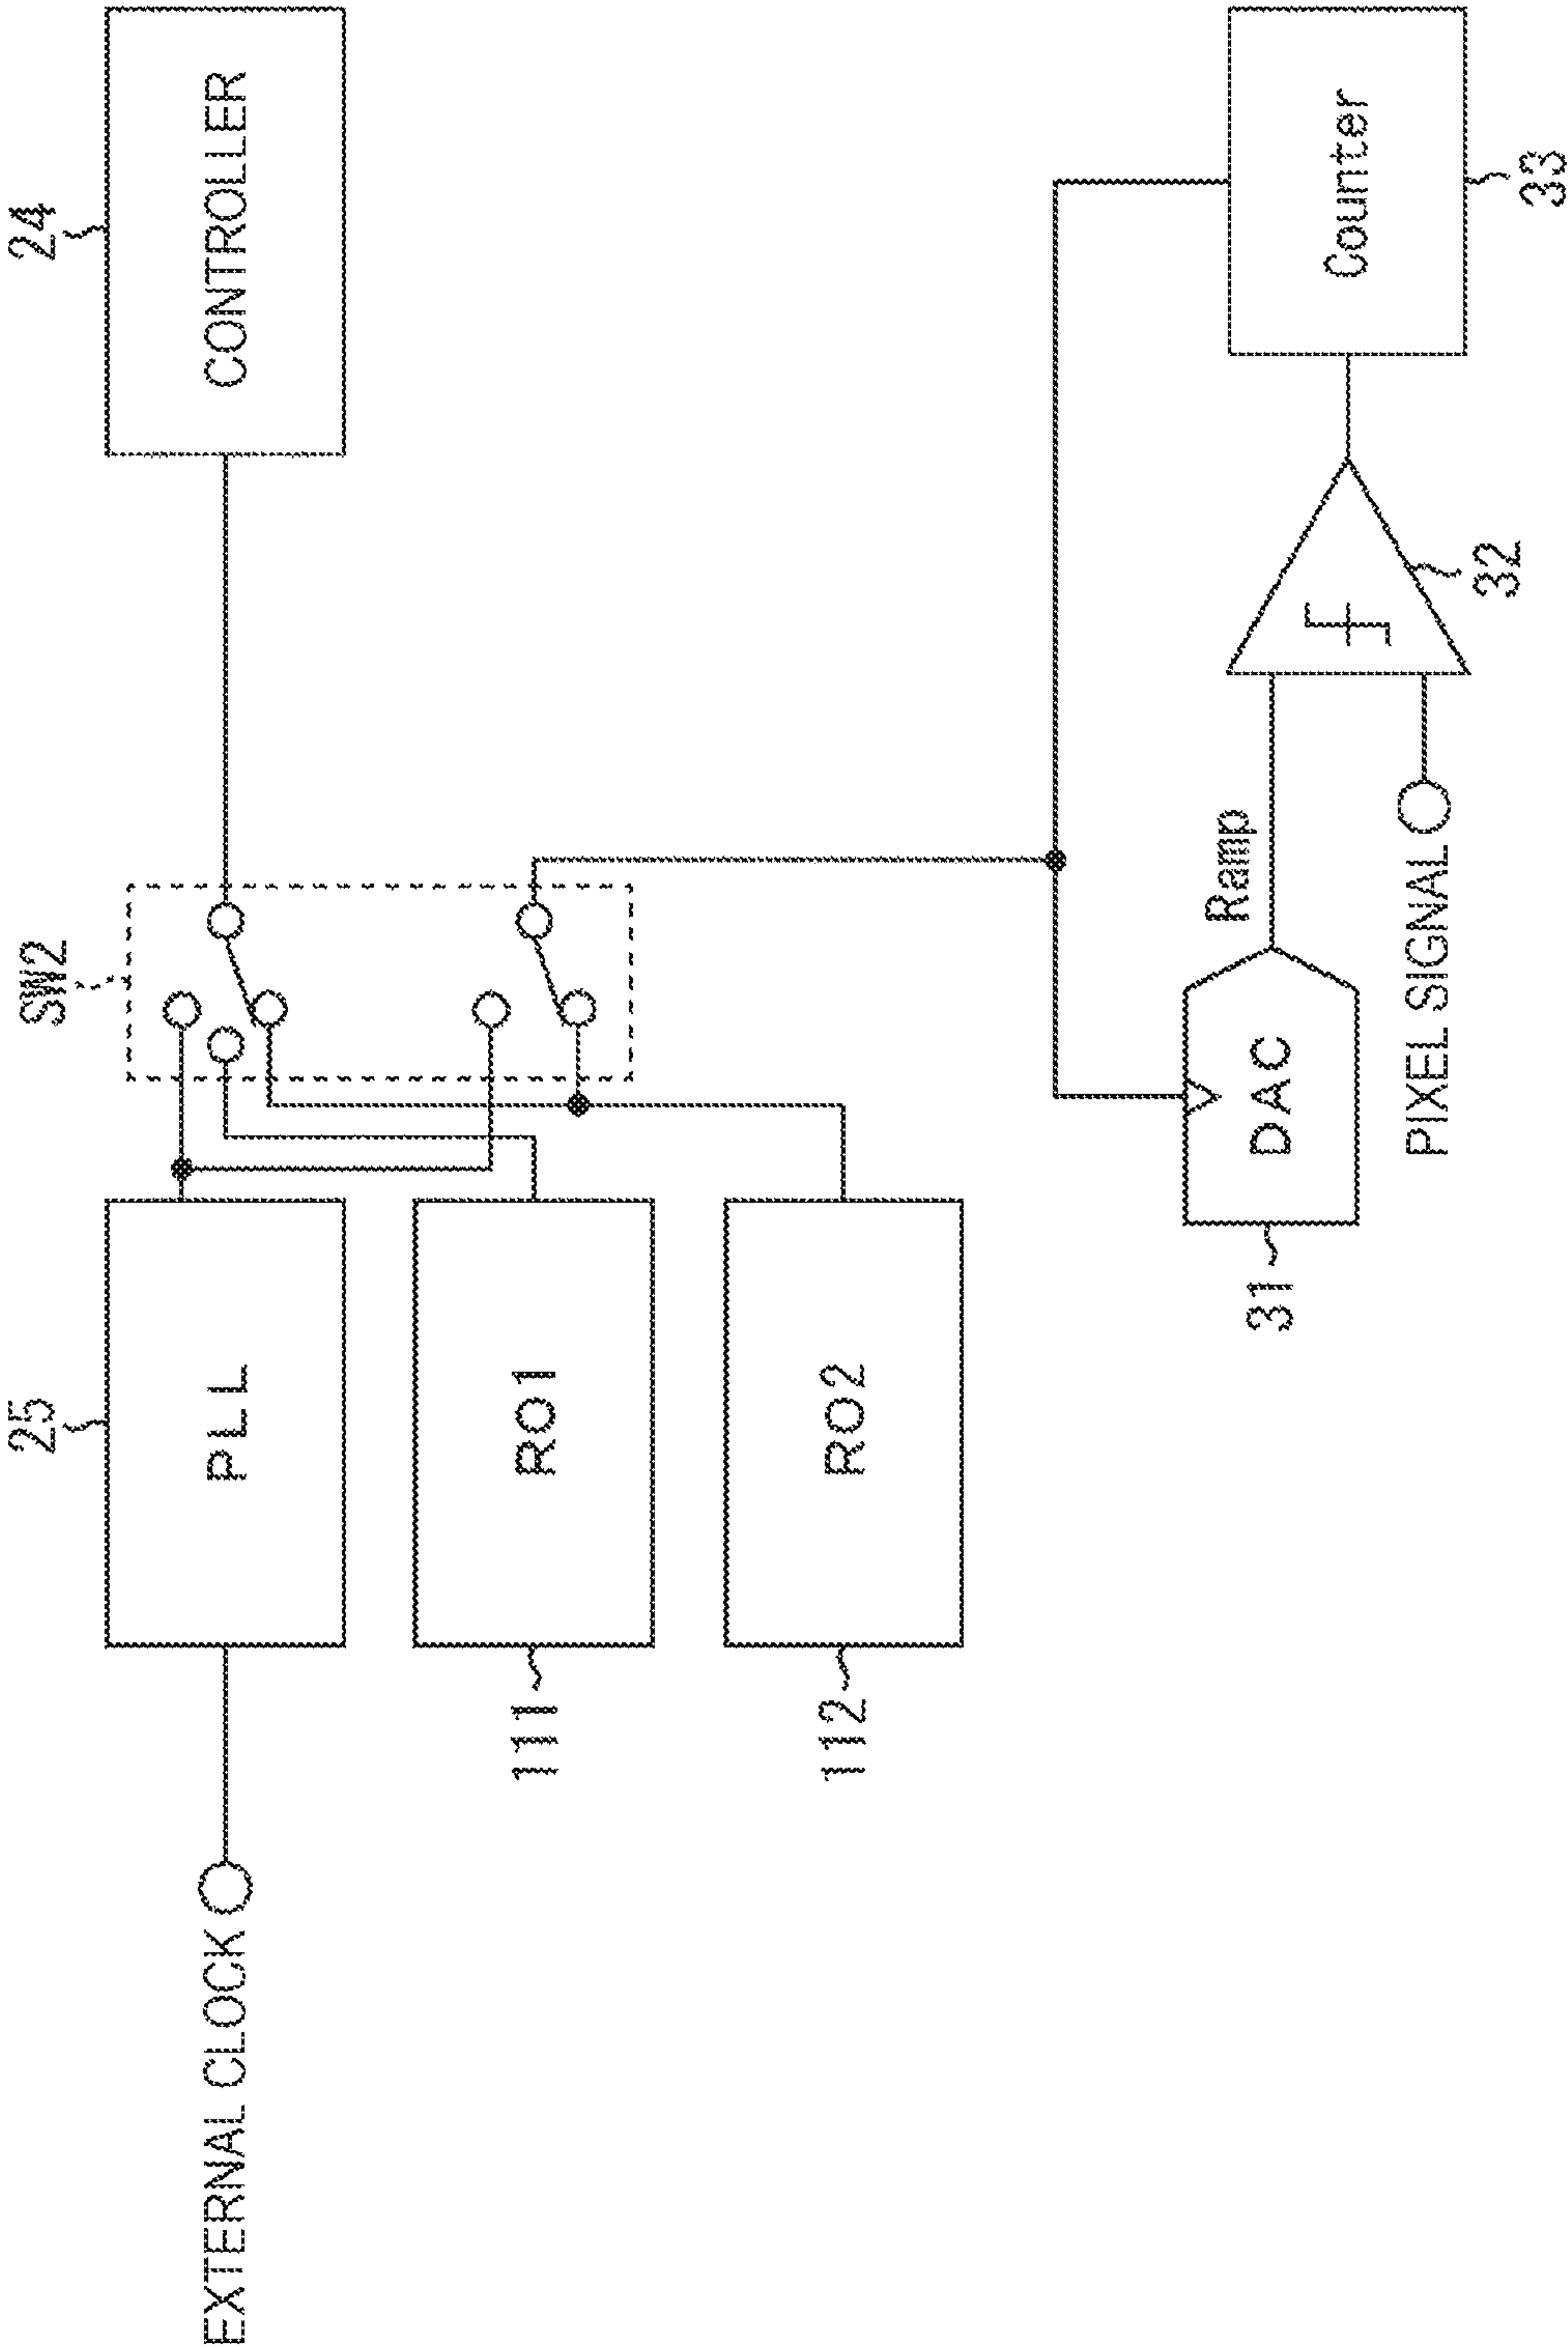 EXTERNAL CLOCK
25
PLL
SW2
24
CONTROLLER
111
RO1
112
RO2
31
DAC
Ramp
PIXEL SIGNAL
32
Counter
33